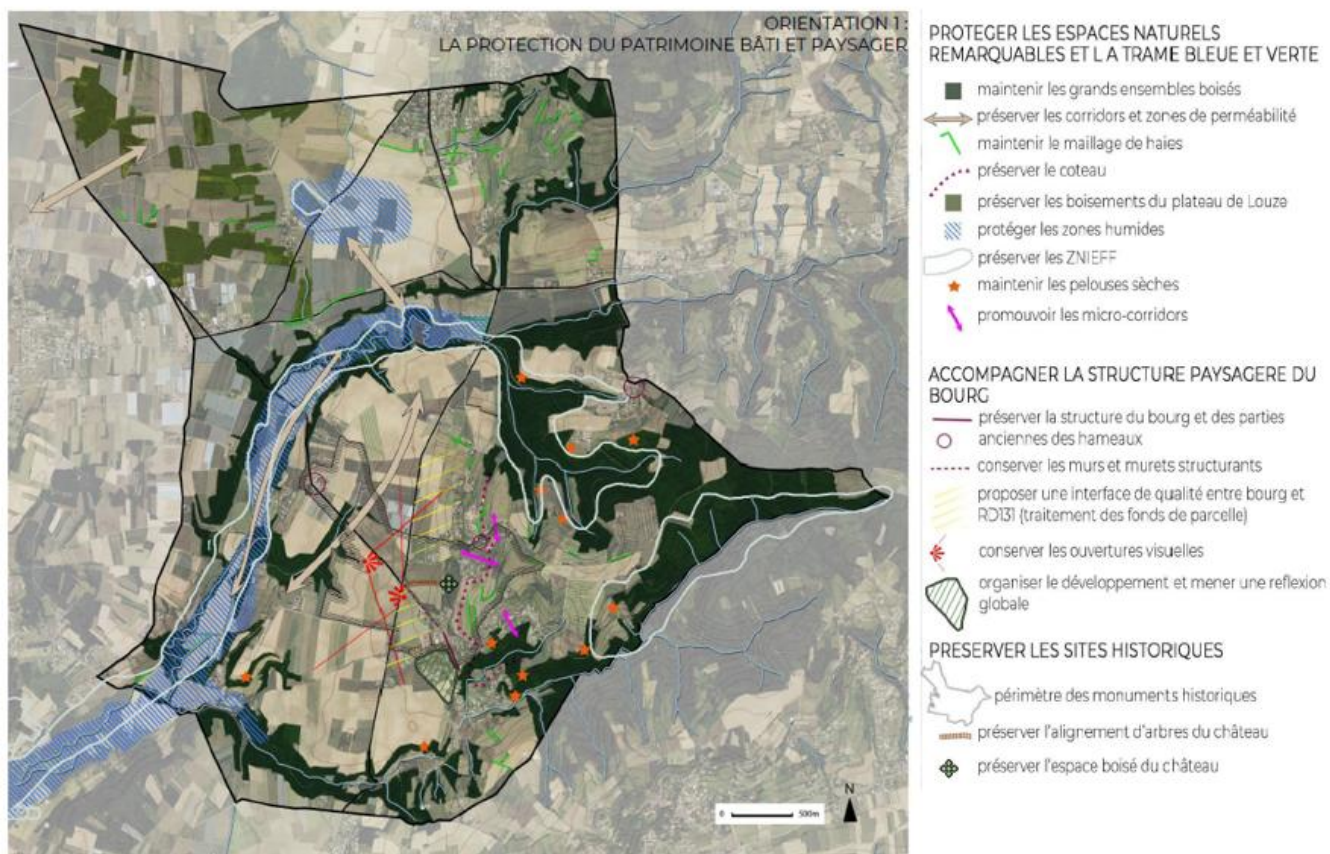 ORIENTATION 1 :
LA PROTECTION DU PATRIMOINE BÂTI ET PAYSAGER
N
0 500m
PROTEGER LES ESPACES NATURELS
REMARQUABLES ET L A TRAME BLEUE ET VERTE
maintenir les grands ensembles boisés
préserver les corridors et zones de perméabilité
maintenir le maillage de haies
préserver le coteau
préserver les boisements du plateau de Louze
protéger les zones humides
préserver les ZNIEFF
maintenir les pelouses sèches
promouvoir les micro-corridors
ACCOMPAGNER LA STRUCTURE PAYSAGERE DU
BOURG
préserver la structure du bourg et des parties
anciennes des hameaux
conserver les murs et murets structurants
proposer une interface de qualité entre bourg et
RD131 (traitement des fonds de parcelle)
conserver les ouvertures visuelles
organiser le développement et mener une reflexion
globale
PRESERVER LES SITES HISTORIQUES
périmètre des monuments historiques
préserver l'alignement d'arbres du château
préserver l'espace boisé du château